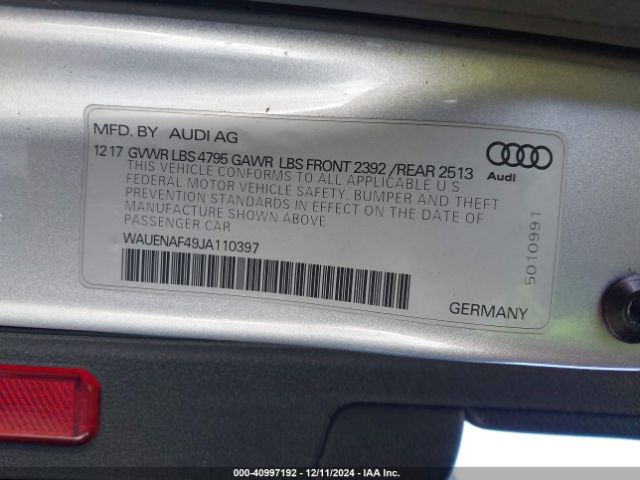 MFD. BY AUDI AG
12 17 GVWR LBS 4795 GAWR LBS FRONT 2392 /REAR 2513
THIS VEHICLE CONFORMS TO ALL APPLICABLE U S
FEDERAL MOTOR VEHICLE SAFETY, BUMPER AND THEFT
PREVENTION STANDARDS IN EFFECT ON THE DATE OF
MANUFACTURE SHOWN ABOVE
PASSENGER CAR
WAUENAF49JA110397
Audi
5010991
GERMANY
000-40997192 - 12/11/2024 - IAAI.COM